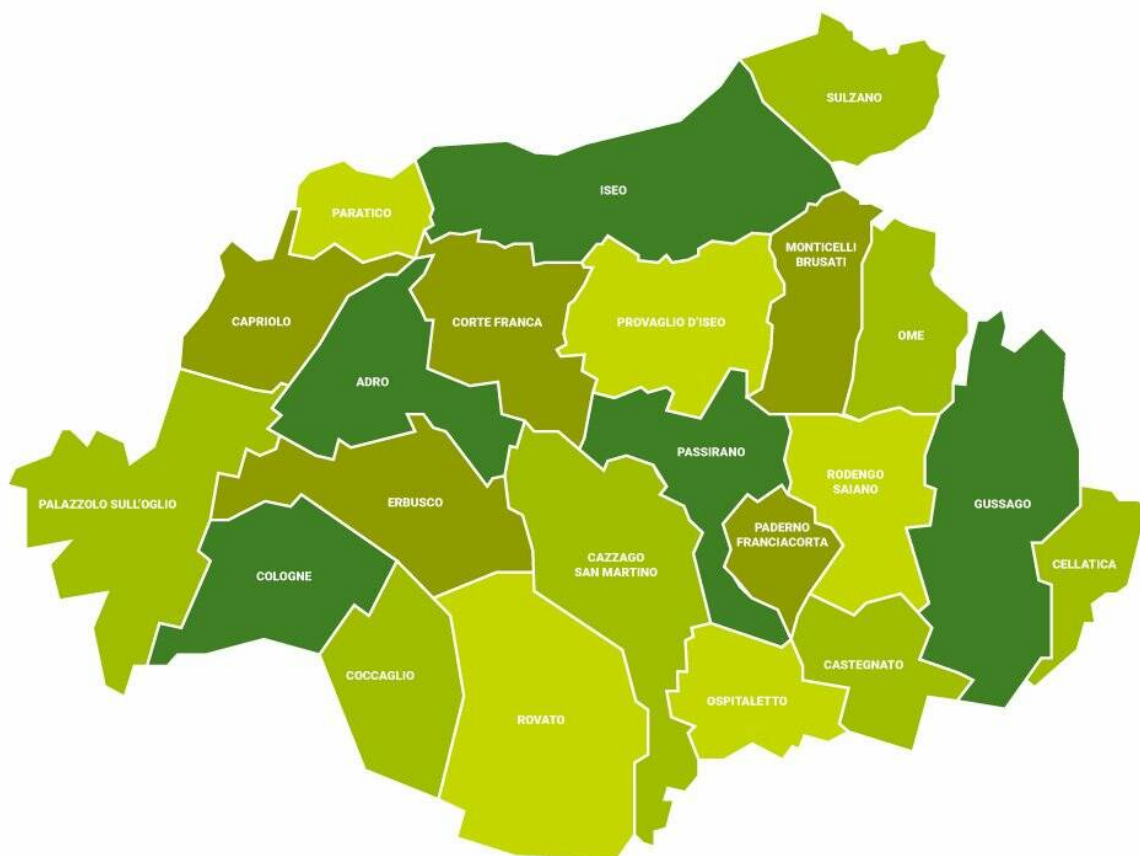 SULZANO
ISEO
PARATICO
MONTICELLI
BRUSATI
CAPRIOLO
CORTE FRANCA
PROVAGLIO D'ISEO
OME
ADRO
PASSIRANO
RODENGO
SAIANO
PALAZZOLO SULL'OGLIO
ERBUSCO
GUSSAGO
PADERNO
FRANCIACORTA
CAZZAGO
SAN MARTINO
COLOGNE
CELLATICA
CASTEGNATO
COCCAGLIO
OSPITALETTO
ROVATO